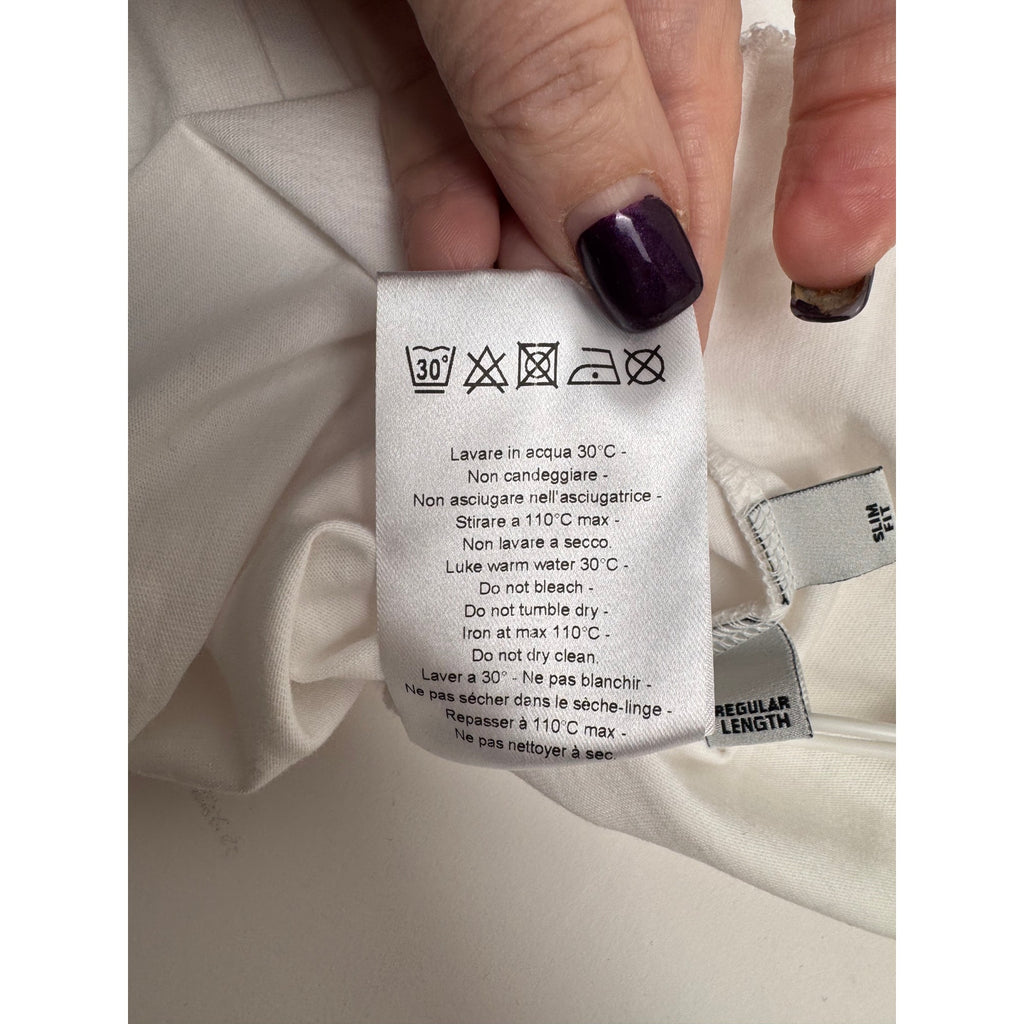 30°
Lavare in acqua 30°C -
Non candeggiare -
Non asciugare nell'asciugatrice -
Stirare a 110°C max -
Non lavare a secco.
Luke warm water 30°C -
Do not bleach -
Do not tumble dry -
Iron at max 110°C -
Do not dry clean.
Laver a 30° - Ne pas blanchir -
Ne pas sécher dans le sèche-linge -
Repasser à 110°C max -
Ne pas nettoyer à sec.
SLIM
FIT
REGULAR
LENGTH